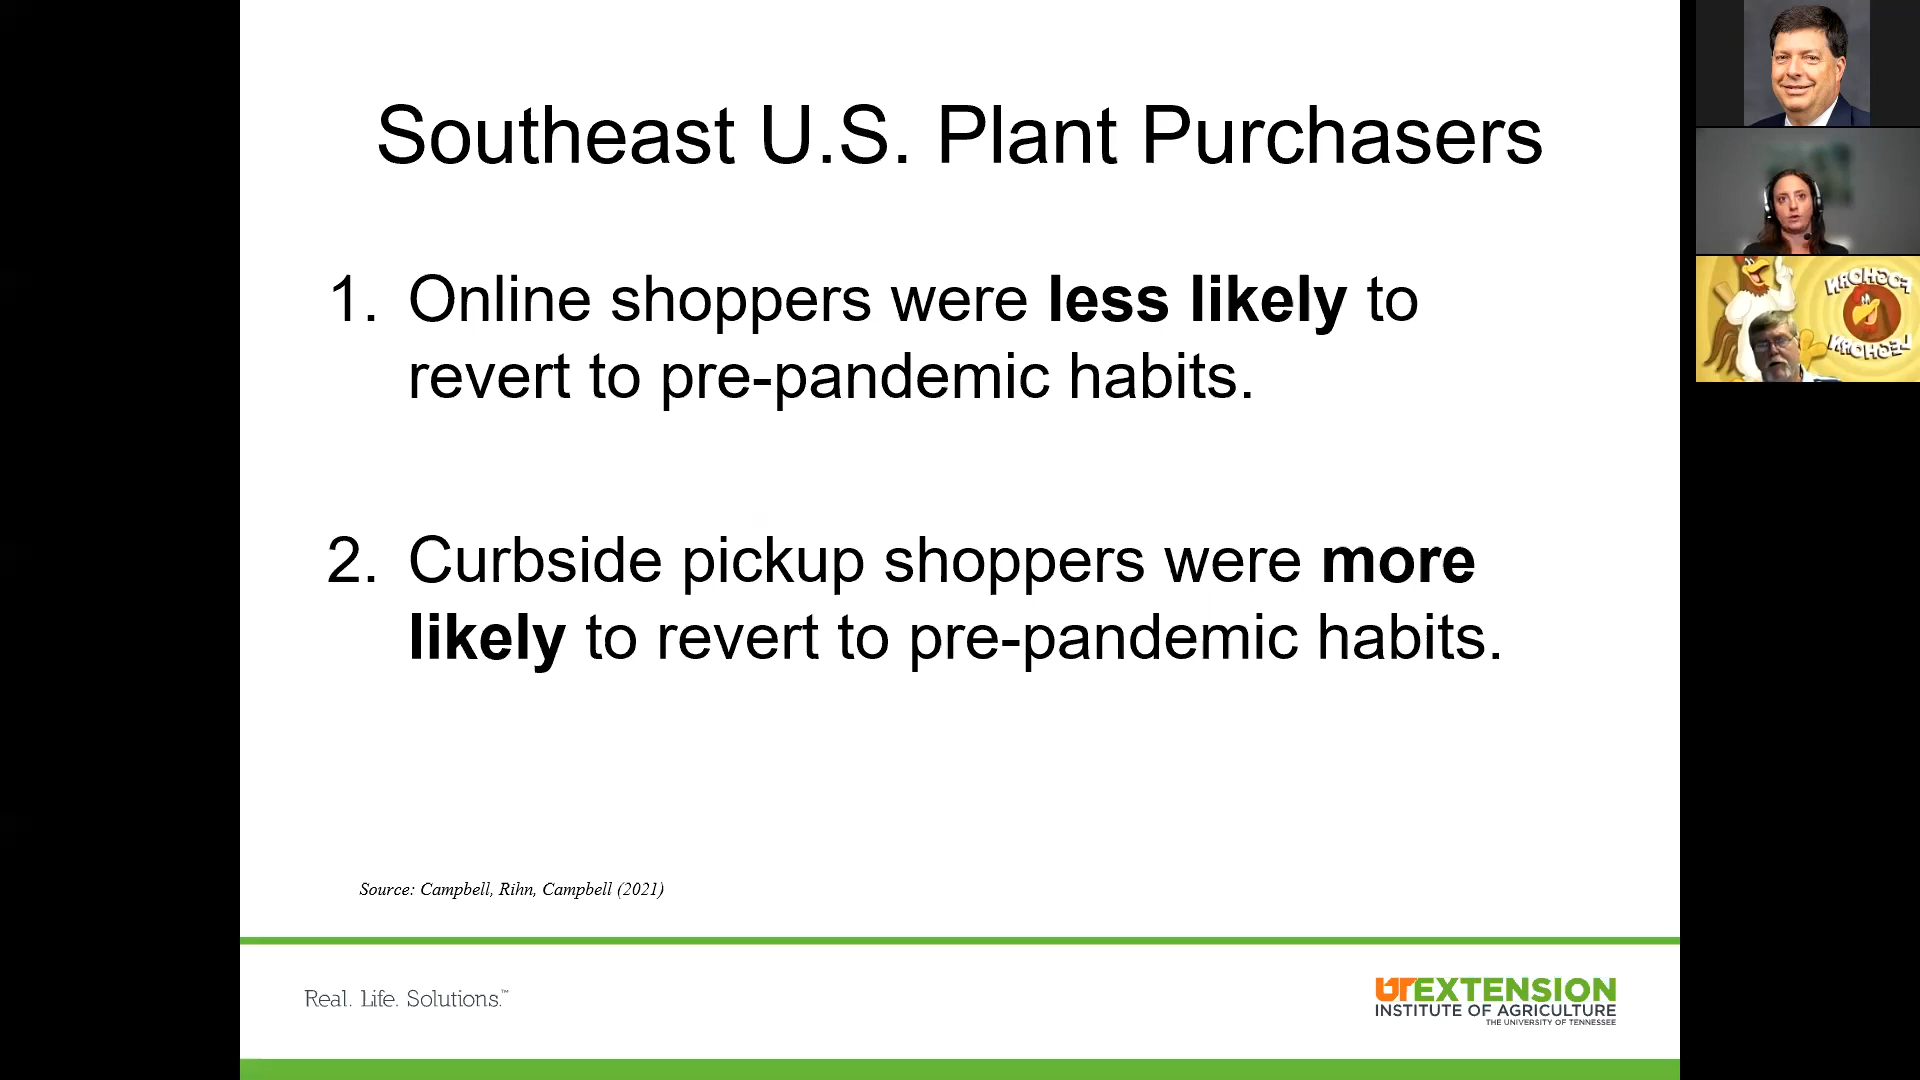 Southeast U.S. Plant Purchasers
1. Online shoppers were less likely to
revert to pre-pandemic habits.
2. Curbside pickup shoppers were more
likely to revert to pre-pandemic habits.
Source: Campbell, Rihn, Campbell (2021)
Real. Life. Solutions.™
UTEXTENSION
INSTITUTE OF AGRICULTURE
THE UNIVERSITY OF TENNESSEE
FOGHORN
LEGHORN